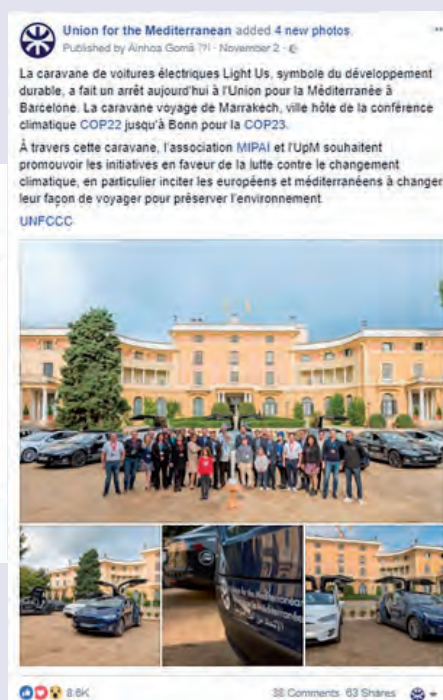 Union for the Mediterranean added 4 new photos.
Published by Ainhoa Gomà [?] · November 2 ·
La caravane de voitures électriques Light Us, symbole du développement
durable, a fait un arrêt aujourd'hui à l'Union pour la Méditerranée à
Barcelone. La caravane voyage de Marrakech, ville hôte de la conférence
climatique COP22 jusqu'à Bonn pour la COP23.
À travers cette caravane, l'association MIPAI et l'UpM souhaitent
promouvoir les initiatives en faveur de la lutte contre le changement
climatique, en particulier inciter les européens et méditerranéens à changer
leur façon de voyager pour préserver l'environnement.
UNFCCC
for the Mediterranean
8.6K
38 Comments 63 Shares